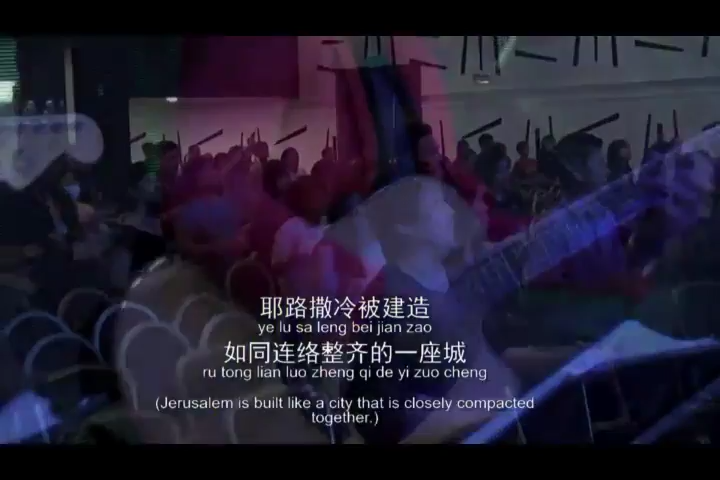 耶路撒冷被建造
ye lu sa leng bei jian zao
如同连络整齐的一座城
ru tong lian luo zheng qi de yi zuo cheng
(Jerusalem is built like a city that is closely compacted
together.)